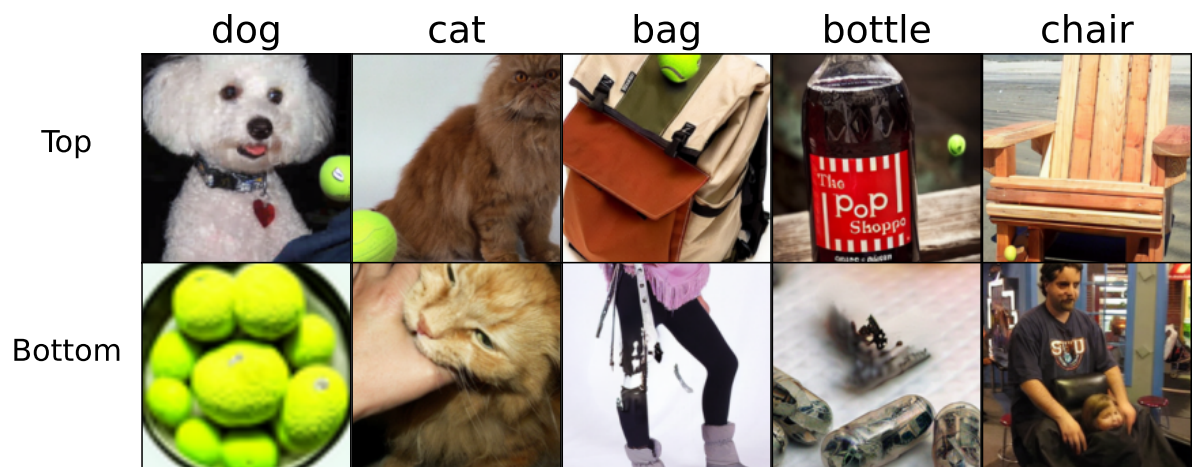 dog cat bag bottle chair
Top
The
pop
Shoppe
Bottom